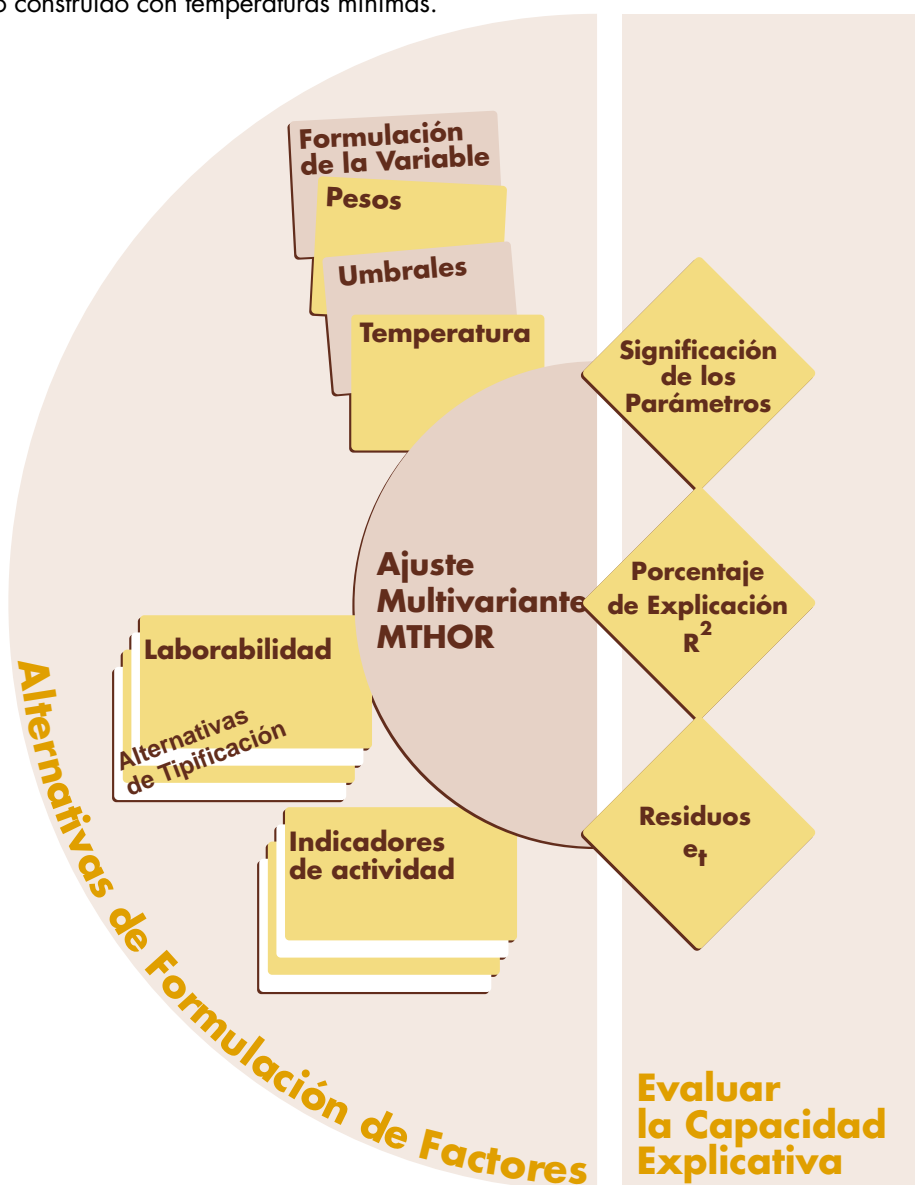 o construido con temperaturas mínimas.
Formulación
de la Variable
Pesos
Umbrales
Temperatura
Significación
de los
Parámetros
Ajuste
Multivariante
MTHOR
Porcentaje
de Explicación
R²
Laborabilidad
Alternativas
de Tipificación
Indicadores
de actividad
Residuos
eₜ
Alternativas de Formulación de Factores
Evaluar
la Capacidad
Explicativa